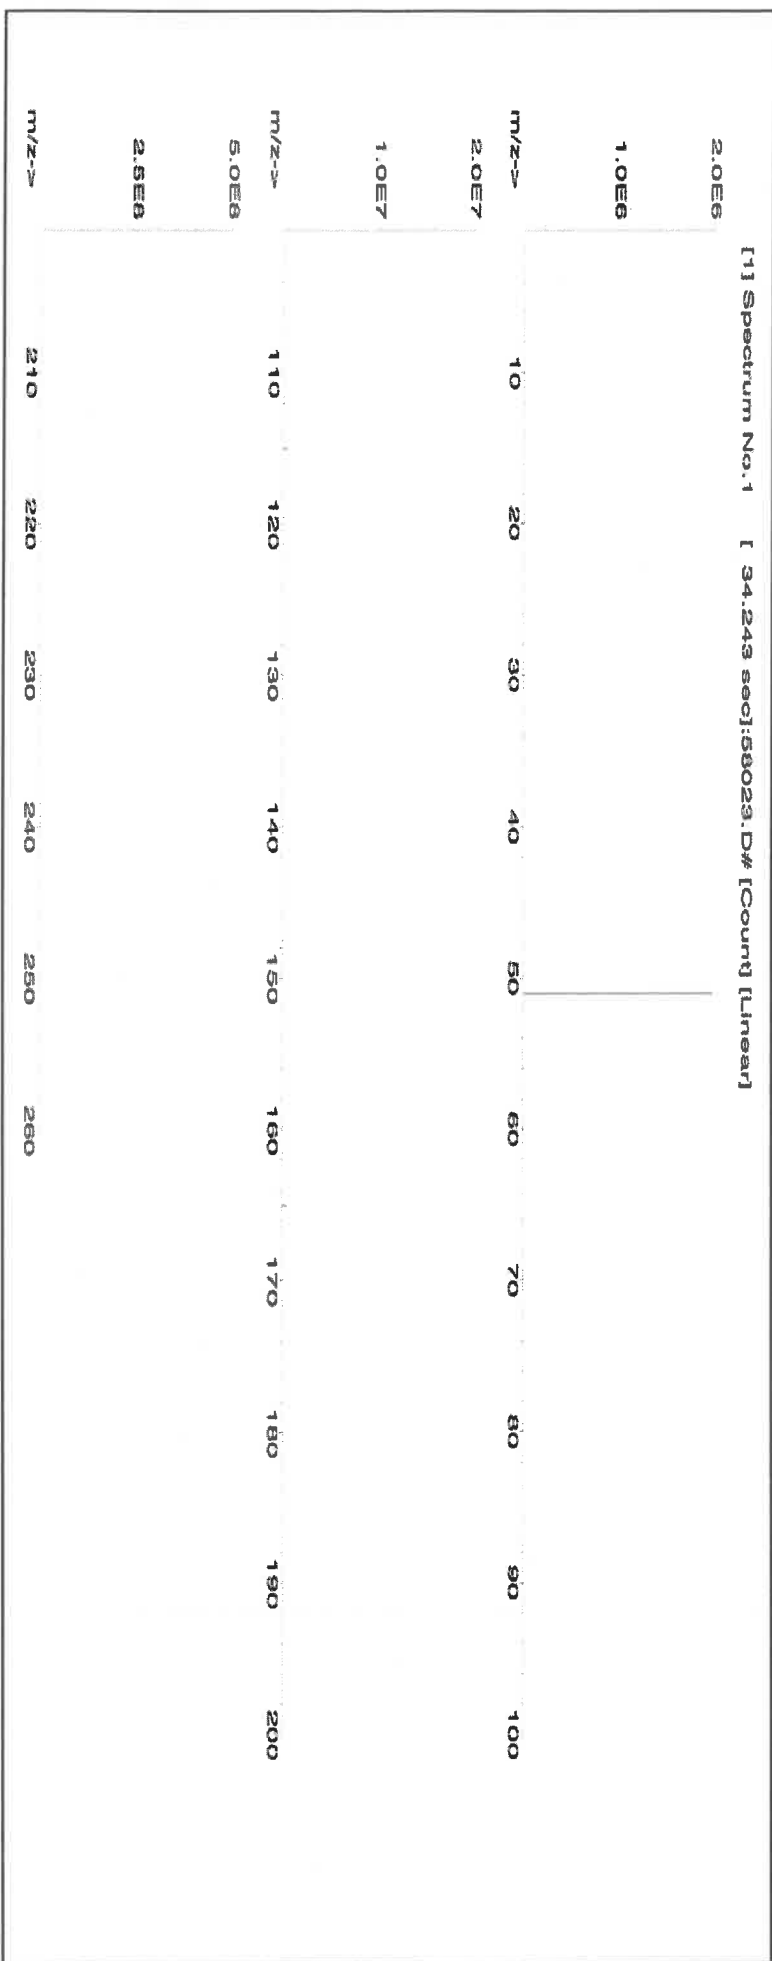 [1] Spectrum No.1 [ 34.243 sec]:58023.D# [Count] [Linear]
2.0E6
1.0E6
m/z-> 10 20 30 40 50 60 70 80 90 100
2.0E7
1.0E7
m/z-> 110 120 130 140 150 160 170 180 190 200
5.0E8
2.5E8
m/z-> 210 220 230 240 250 260